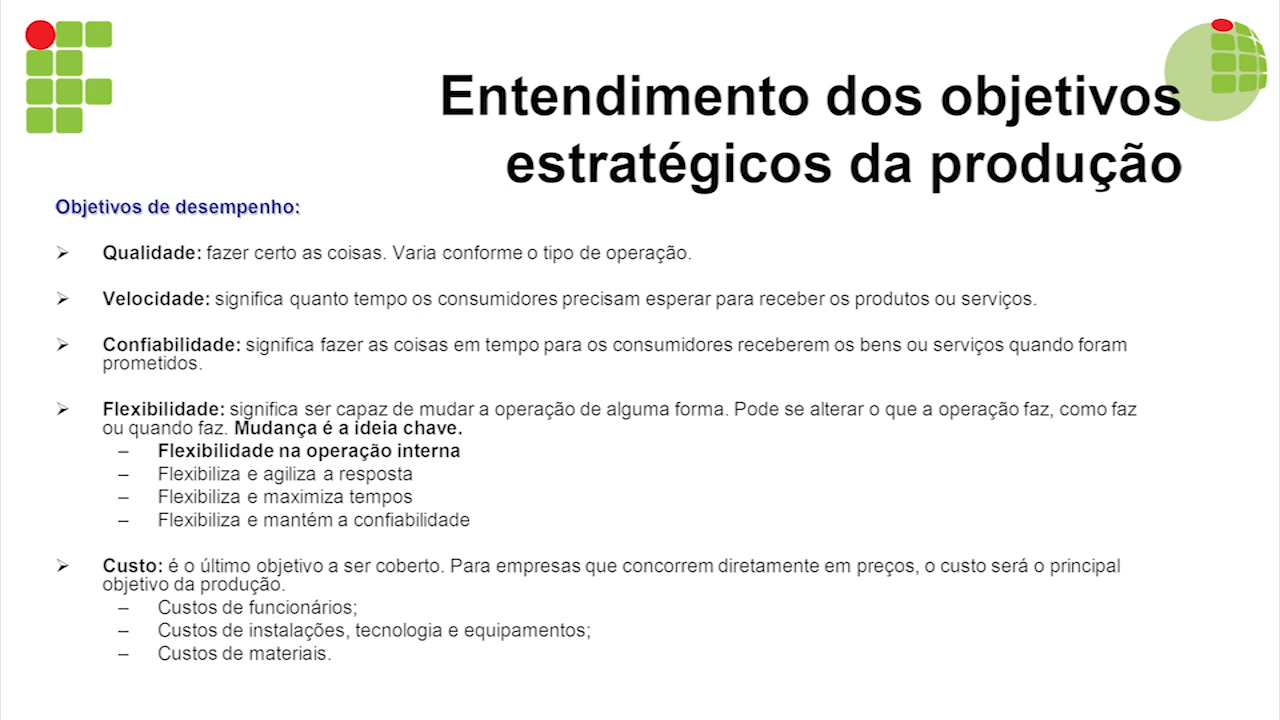 Entendimento dos objetivos
estratégicos da produção
Objetivos de desempenho:
➢ Qualidade: fazer certo as coisas. Varia conforme o tipo de operação.
➢ Velocidade: significa quanto tempo os consumidores precisam esperar para receber os produtos ou serviços.
➢ Confiabilidade: significa fazer as coisas em tempo para os consumidores receberem os bens ou serviços quando foram
prometidos.
➢ Flexibilidade: significa ser capaz de mudar a operação de alguma forma. Pode se alterar o que a operação faz, como faz
ou quando faz. Mudança é a ideia chave.
– Flexibilidade na operação interna
– Flexibiliza e agiliza a resposta
– Flexibiliza e maximiza tempos
– Flexibiliza e mantém a confiabilidade
➢ Custo: é o último objetivo a ser coberto. Para empresas que concorrem diretamente em preços, o custo será o principal
objetivo da produção.
– Custos de funcionários;
– Custos de instalações, tecnologia e equipamentos;
– Custos de materiais.